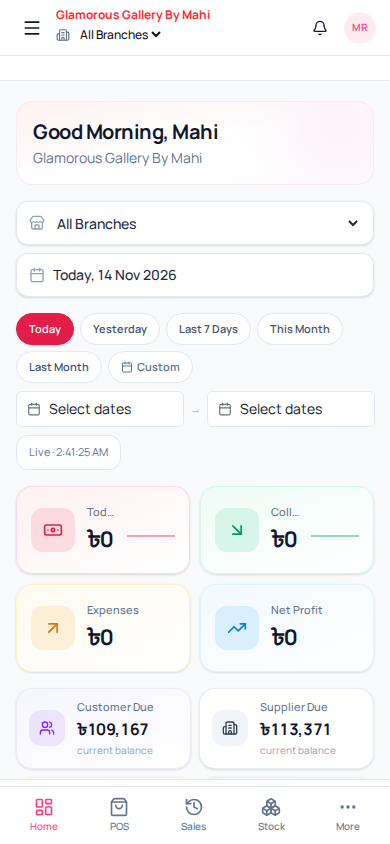 Glamorous Gallery By Mahi
All Branches
MR
Good Morning, Mahi
Glamorous Gallery By Mahi
All Branches
Today, 14 Nov 2026
Today
Yesterday
Last 7 Days
This Month
Last Month
Custom
Select dates → Select dates
Live · 2:41:25 AM
Tod...
৳0
Coll...
৳0
Expenses
৳0
Net Profit
৳0
Customer Due
৳109,167
current balance
Supplier Due
৳113,371
current balance
Home
POS
Sales
Stock
More